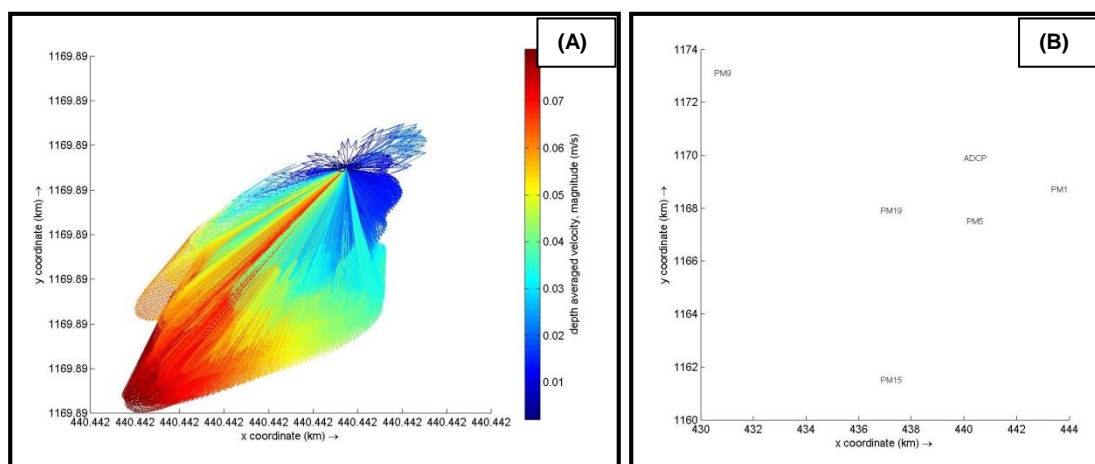 (A)
1169.89
1169.89
1169.89
1169.89
1169.89
1169.89
1169.89
1169.89
1169.89
y coordinate (km) →
440.442 440.442 440.442 440.442 440.442 440.442 440.442 440.442 440.442 440.442
x coordinate (km) →
0.07
0.06
0.05
0.04
0.03
0.02
0.01
depth averaged velocity, magnitude (m/s)
(B)
1174
1172
1170
1168
1166
1164
1162
1160
y coordinate (km) →
PM9
ADCP
PM1
PM19
PM5
PM15
430 432 434 436 438 440 442 444
x coordinate (km) →